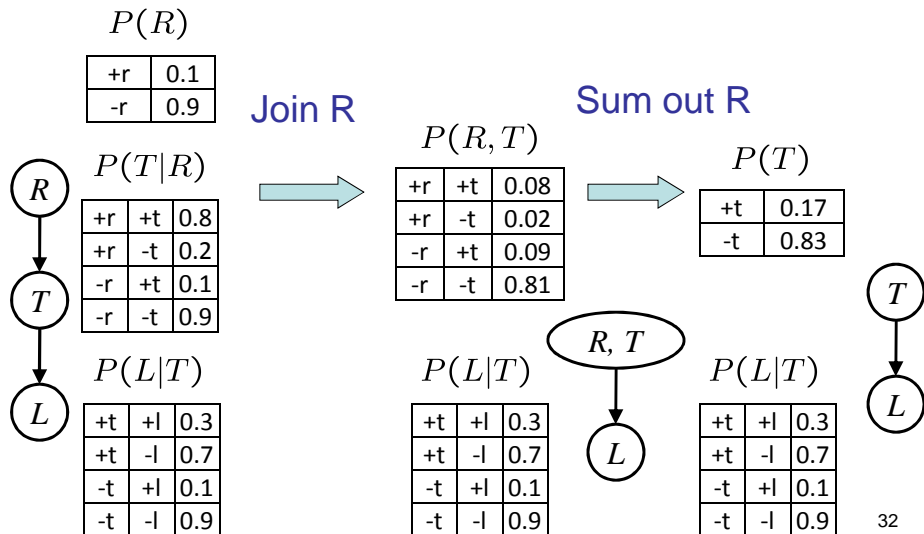 P(R)
+r 0.1
-r 0.9
Join R
Sum out R
R
T
L
P(T|R)
+r +t 0.8
+r -t 0.2
-r +t 0.1
-r -t 0.9
P(L|T)
+t +l 0.3
+t -l 0.7
-t +l 0.1
-t -l 0.9
P(R, T)
+r +t 0.08
+r -t 0.02
-r +t 0.09
-r -t 0.81
R, T
L
P(L|T)
+t +l 0.3
+t -l 0.7
-t +l 0.1
-t -l 0.9
P(T)
+t 0.17
-t 0.83
T
L
P(L|T)
+t +l 0.3
+t -l 0.7
-t +l 0.1
-t -l 0.9
32